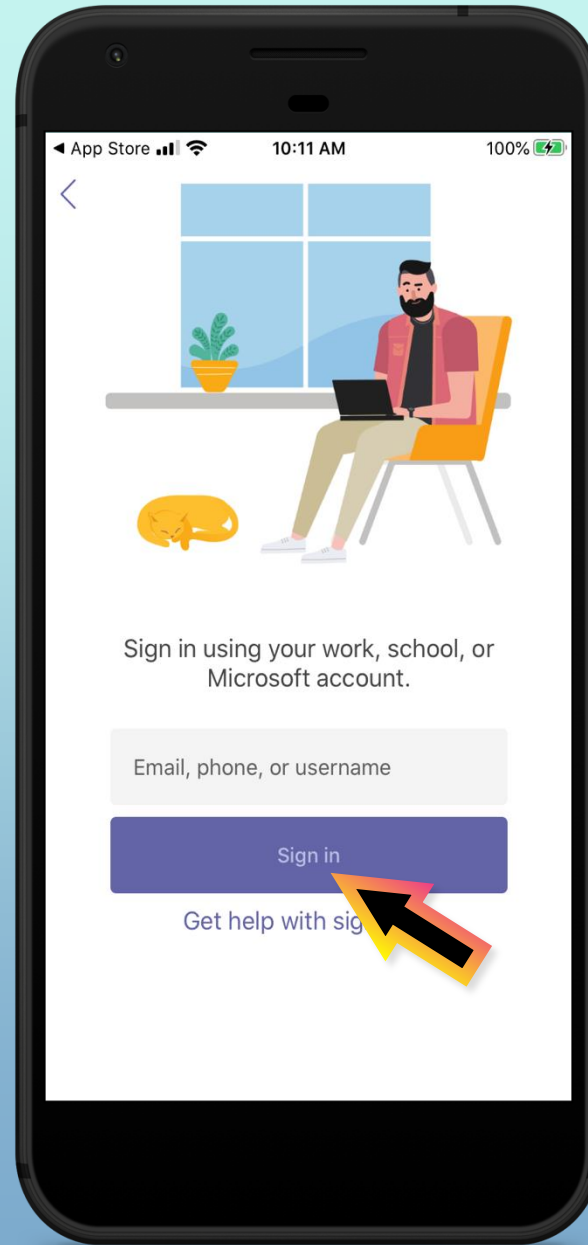 App Store
10:11 AM
100%
Sign in using your work, school, or
Microsoft account.
Email, phone, or username
Sign in
Get help with